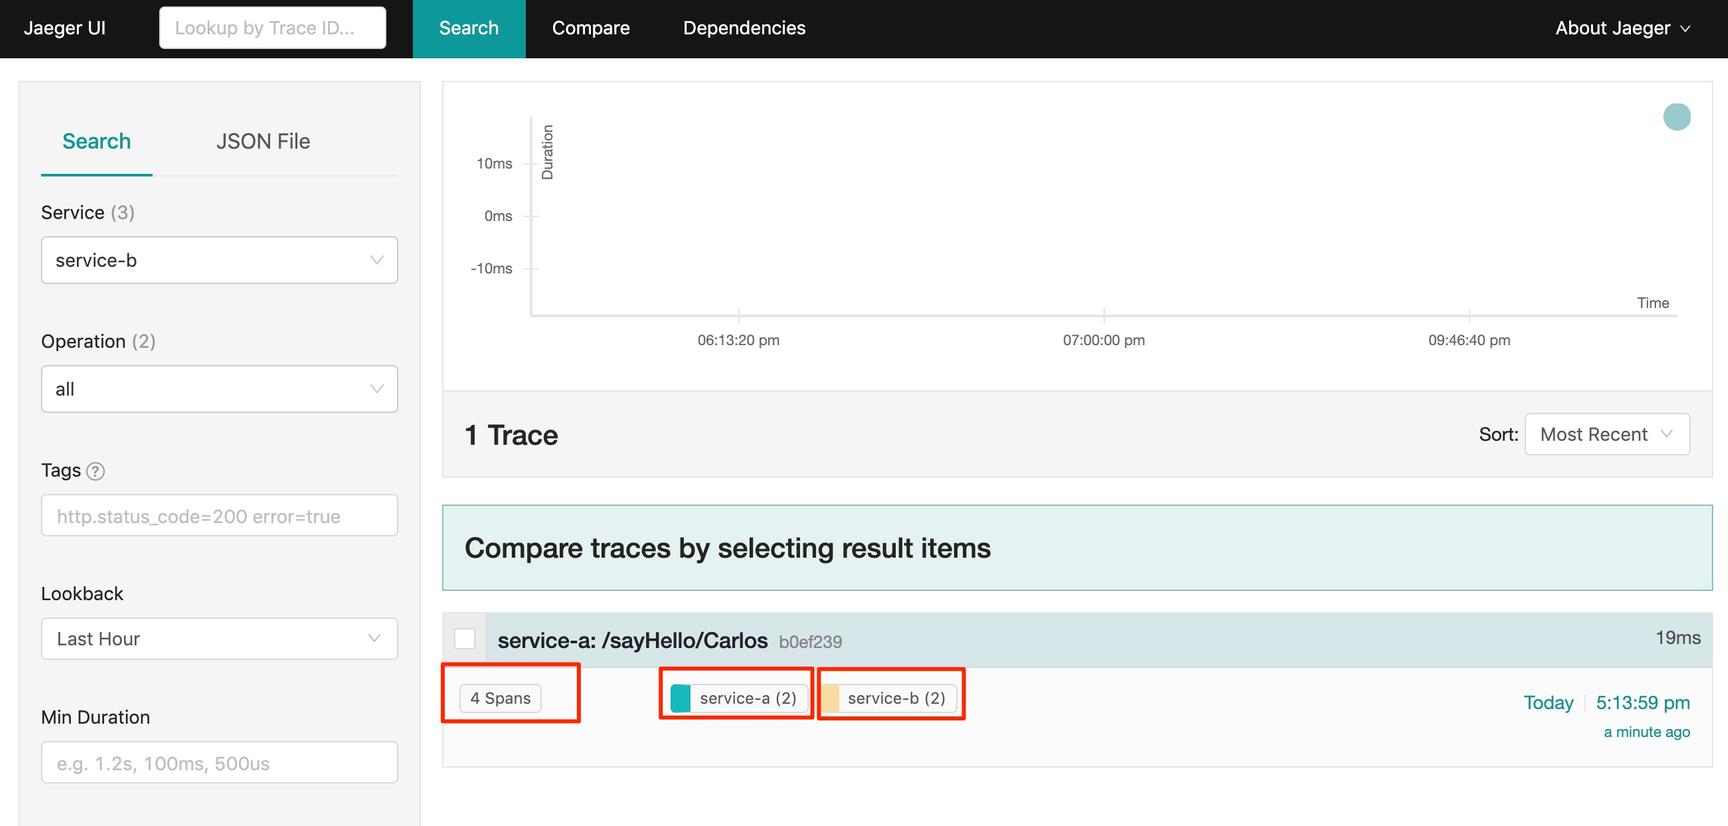 Jaeger UI
Lookup by Trace ID...
Search
Compare
Dependencies
About Jaeger
Search
JSON File
Service (3)
service-b
Operation (2)
all
Tags ?
http.status_code=200 error=true
Lookback
Last Hour
Min Duration
e.g. 1.2s, 100ms, 500us
Duration
10ms
0ms
-10ms
Time
06:13:20 pm
07:00:00 pm
09:46:40 pm
1 Trace
Sort: Most Recent
Compare traces by selecting result items
service-a: /sayHello/Carlos b0ef239
19ms
4 Spans
service-a (2)
service-b (2)
Today 5:13:59 pm
a minute ago